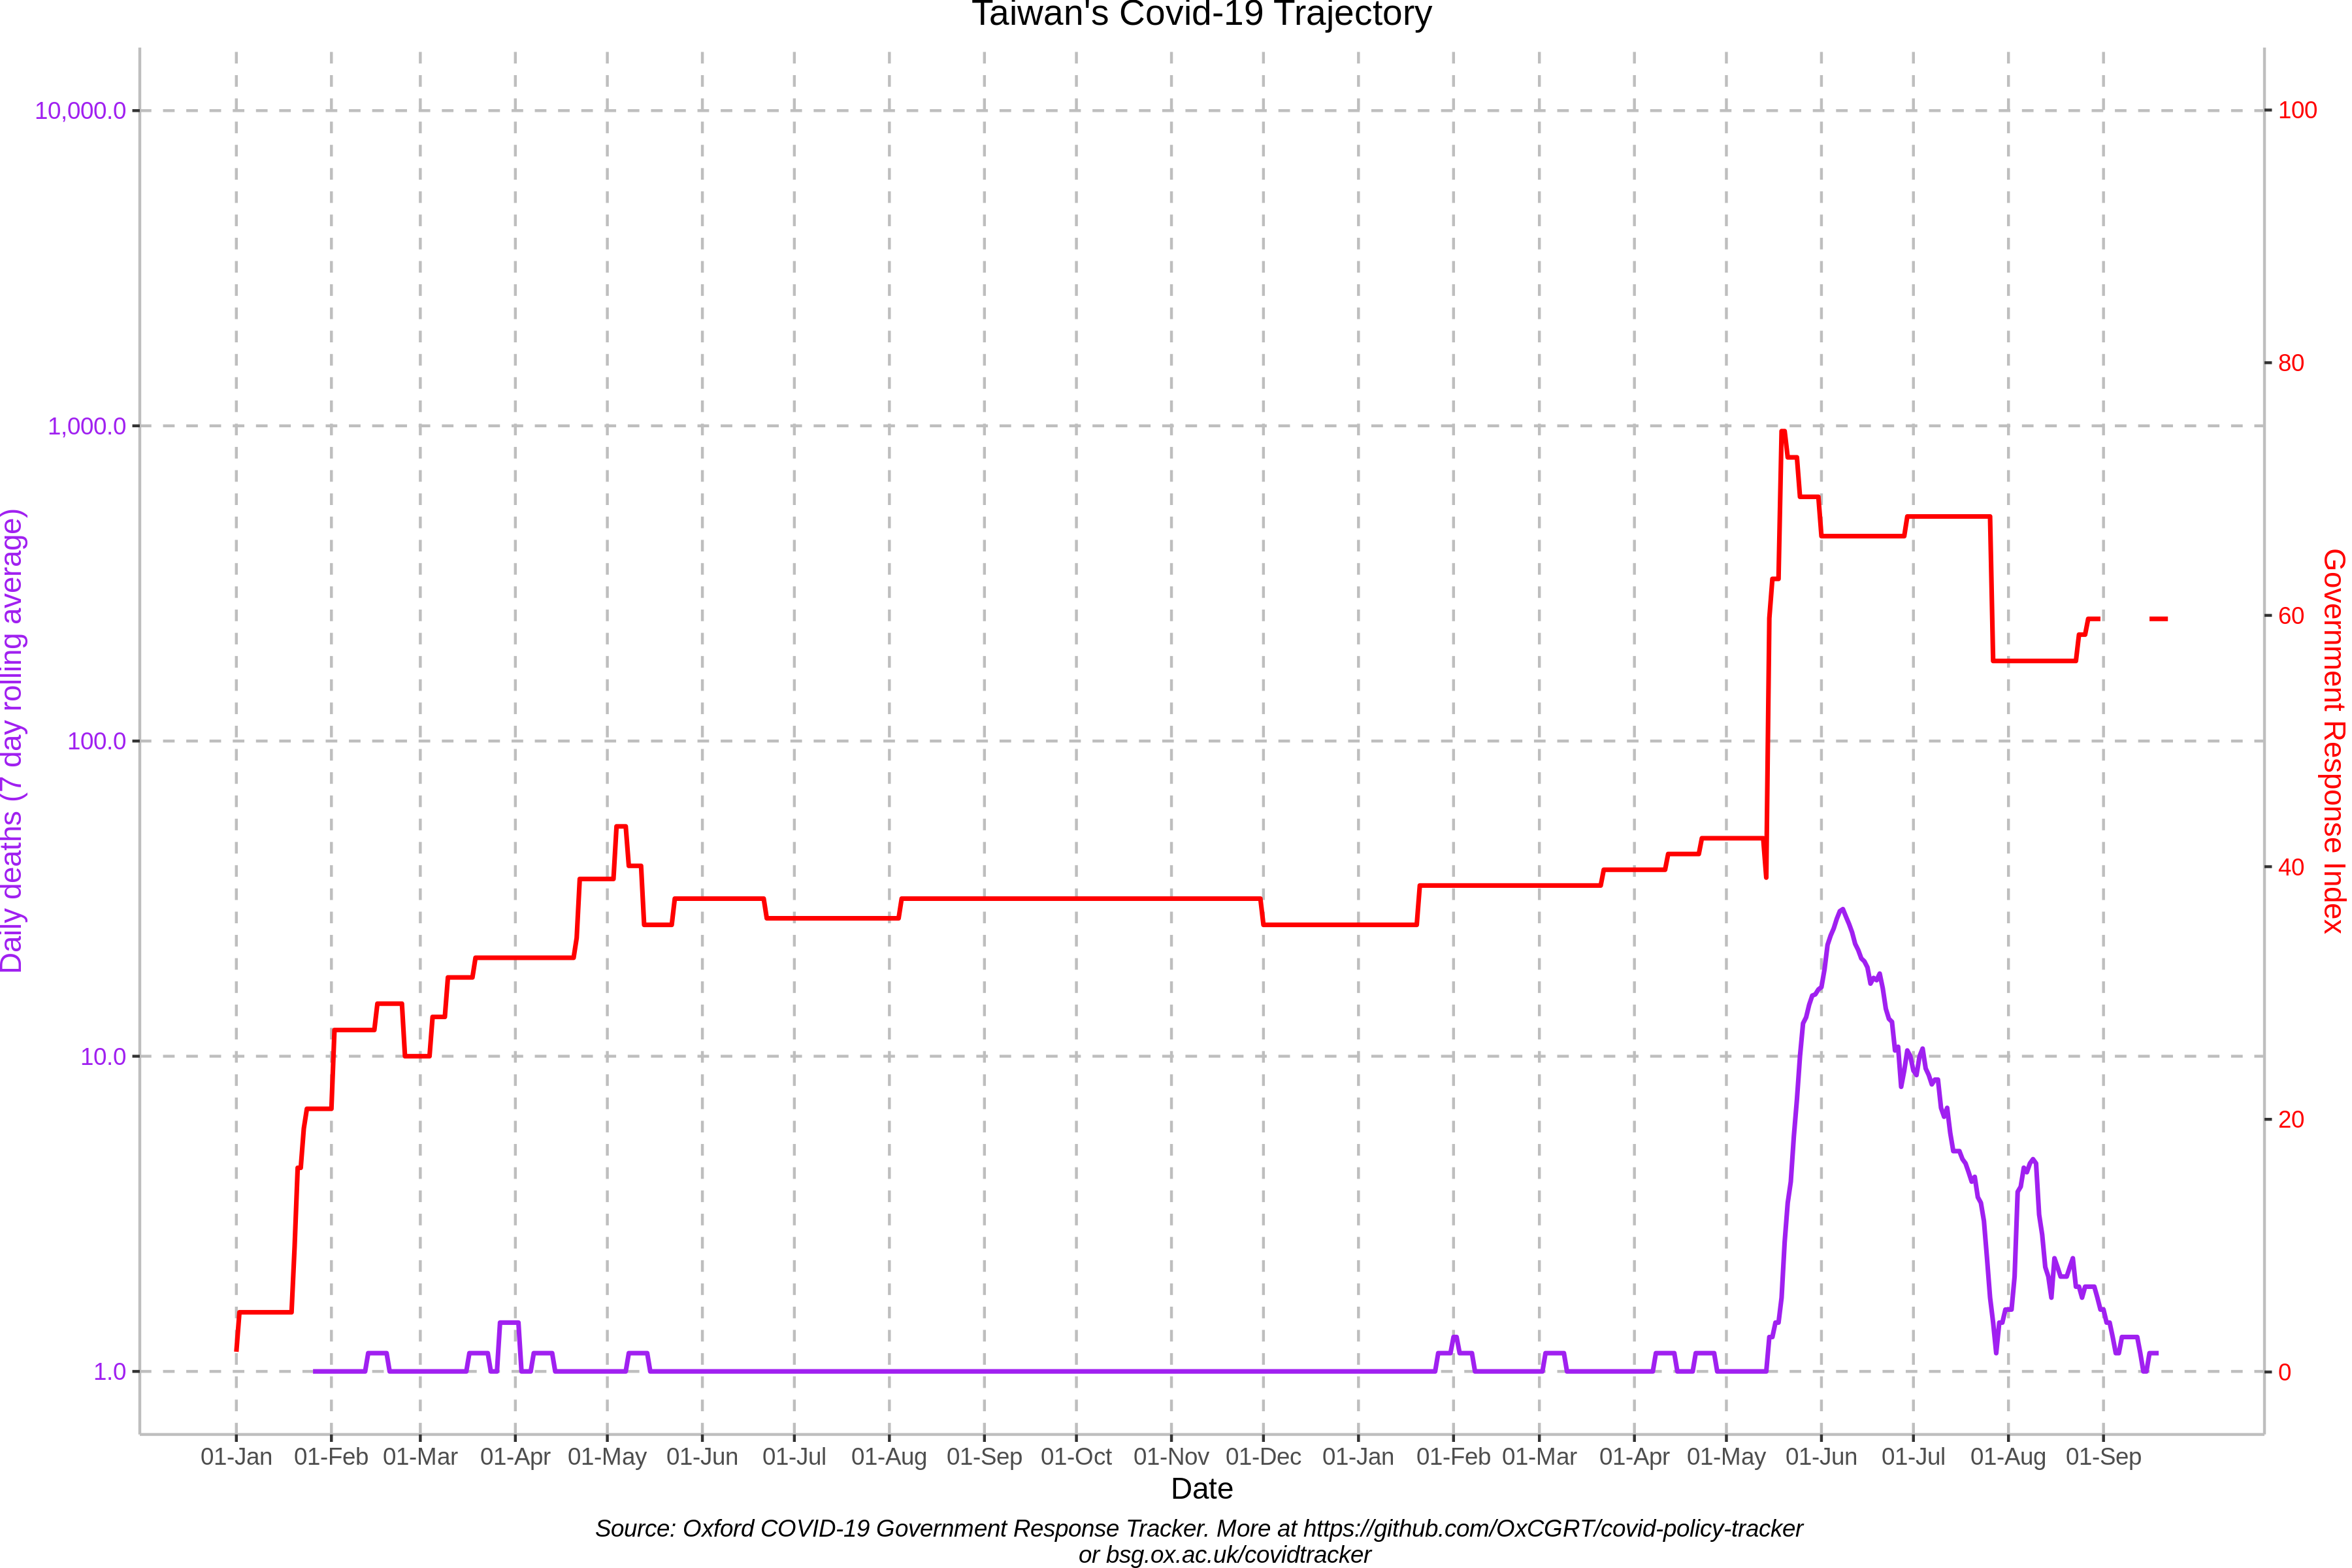 Taiwan's Covid-19 Trajectory
Daily deaths (7 day rolling average)
10,000.0
1,000.0
100.0
10.0
1.0
100
80
60
40
20
0
Government Response Index
01-Jan 01-Feb 01-Mar 01-Apr 01-May 01-Jun 01-Jul 01-Aug 01-Sep 01-Oct 01-Nov 01-Dec 01-Jan 01-Feb 01-Mar 01-Apr 01-May 01-Jun 01-Jul 01-Aug 01-Sep
Date
Source: Oxford COVID-19 Government Response Tracker. More at https://github.com/OxCGRT/covid-policy-tracker
or bsg.ox.ac.uk/covidtracker